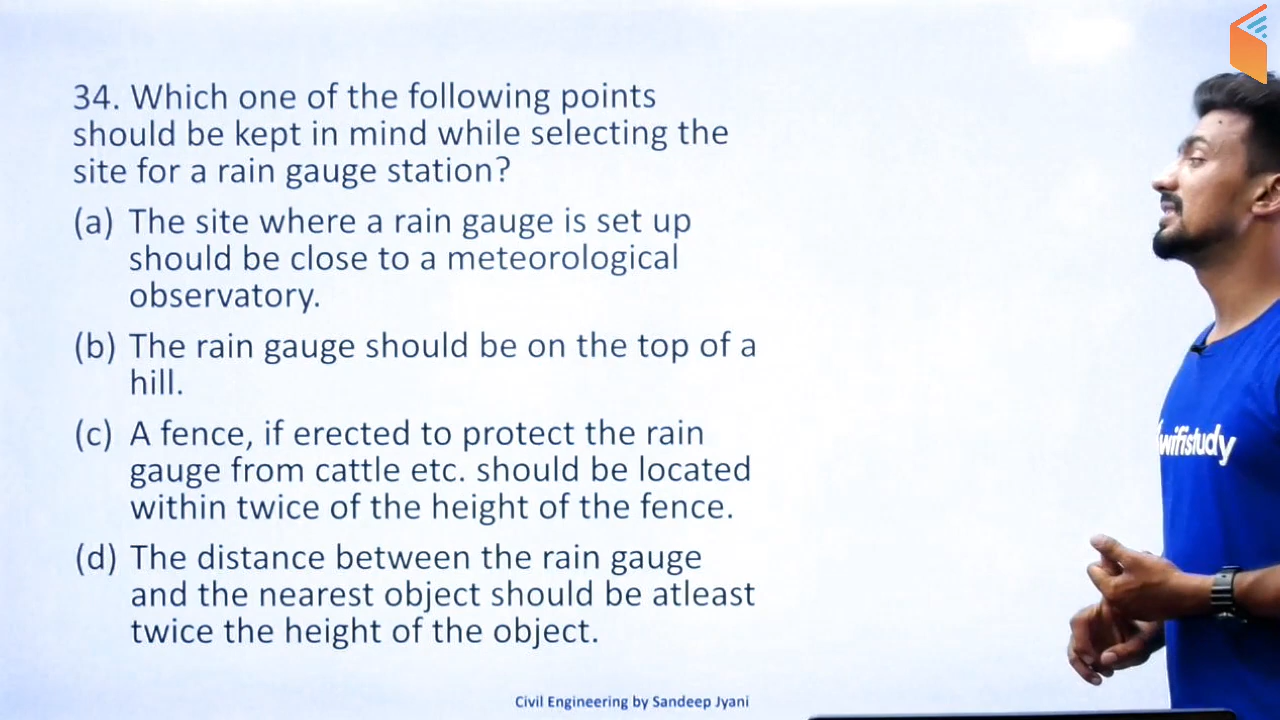 34. Which one of the following points
should be kept in mind while selecting the
site for a rain gauge station?
(a) The site where a rain gauge is set up
should be close to a meteorological
observatory.
(b) The rain gauge should be on the top of a
hill.
(c) A fence, if erected to protect the rain
gauge from cattle etc. should be located
within twice of the height of the fence.
(d) The distance between the rain gauge
and the nearest object should be atleast
twice the height of the object.
wifistudy
Civil Engineering by Sandeep Jyani